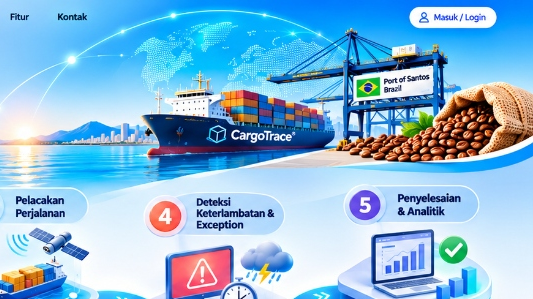 Fitur
Kontak
Masuk / Login
Port of Santos
Brazil
CargoTrace
Pelacakan
Perjalanan
4
Deteksi
Keterlambatan &
Exception
5
Penyelesaian
& Analitik